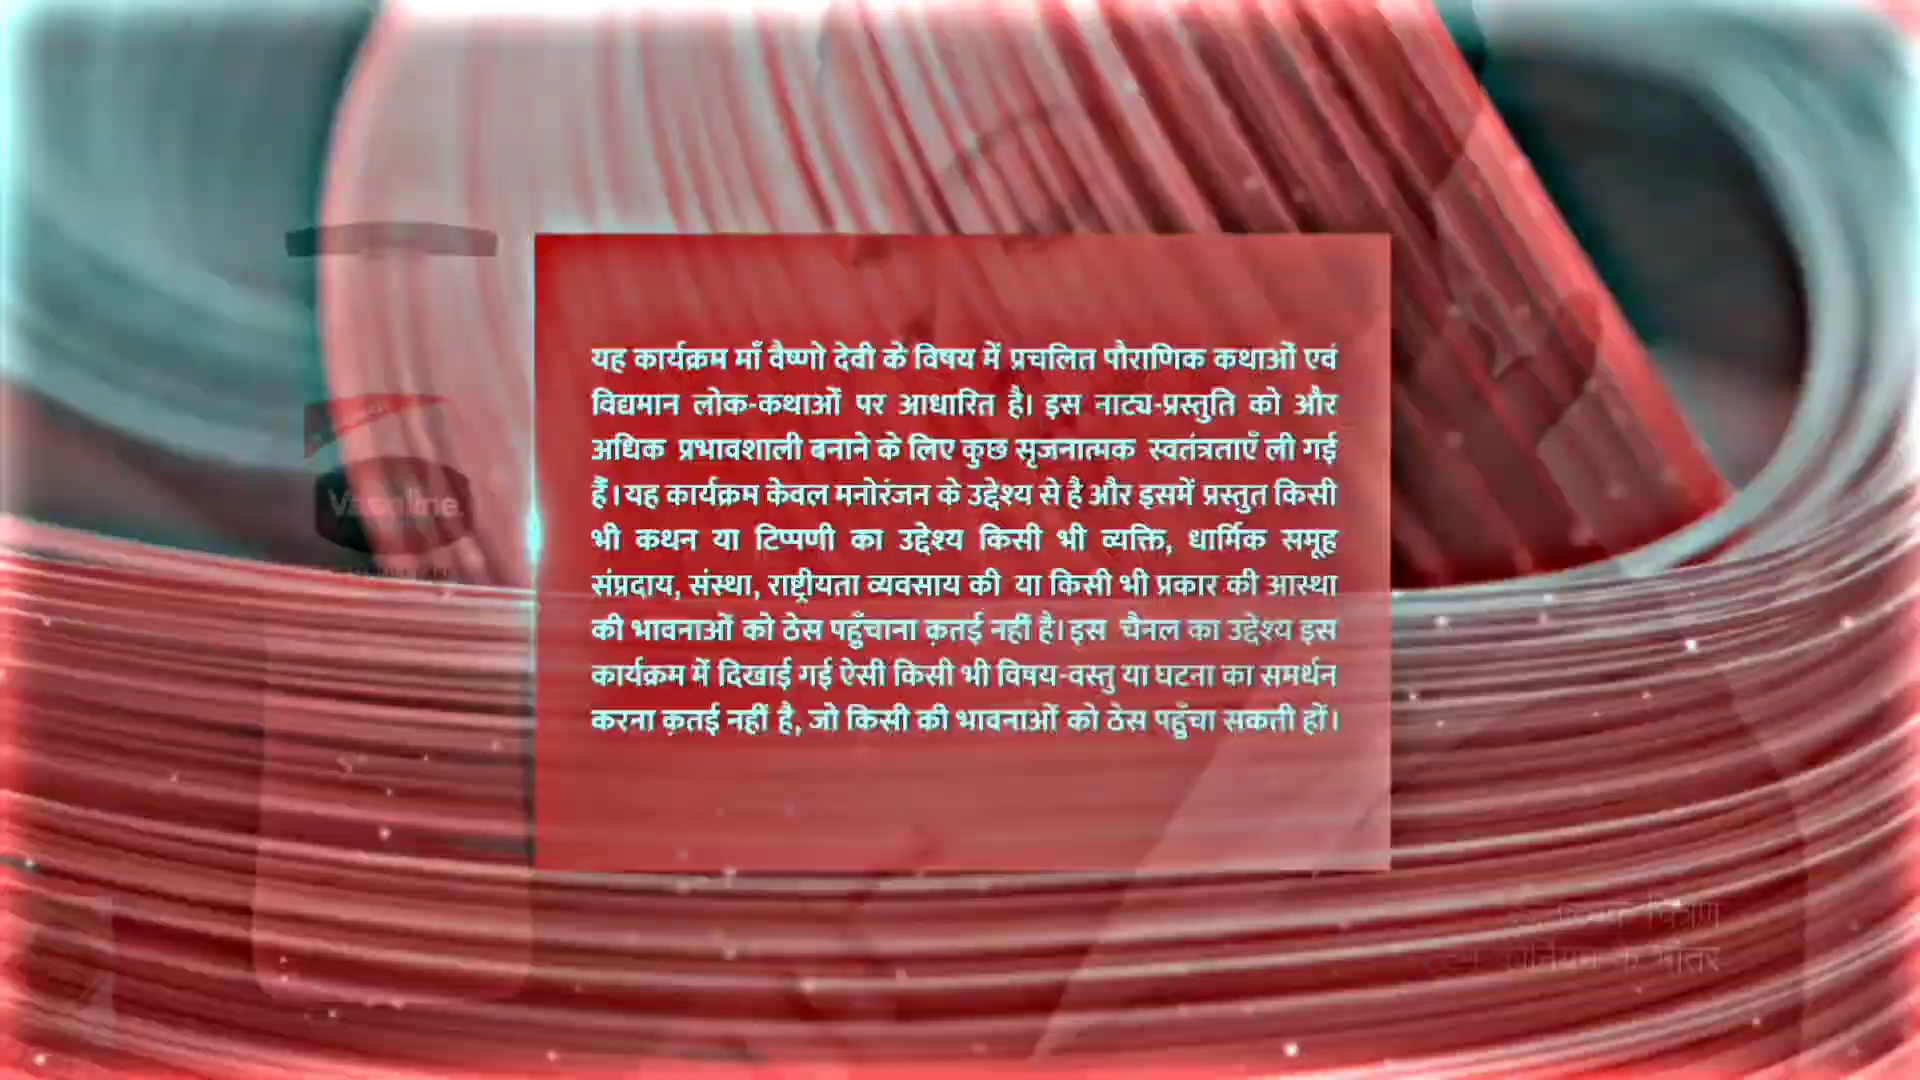 यह कार्यक्रम माँ वैष्णो देवी के विषय में प्रचलित पौराणिक कथाओं एवं
विद्यमान लोक-कथाओं पर आधारित है। इस नाट्य-प्रस्तुति को और
अधिक प्रभावशाली बनाने के लिए कुछ सृजनात्मक स्वतंत्रताएँ ली गई
हैं। यह कार्यक्रम केवल मनोरंजन के उद्देश्य से है और इसमें प्रस्तुत किसी
भी कथन या टिप्पणी का उद्देश्य किसी भी व्यक्ति, धार्मिक समूह
संप्रदाय, संस्था, राष्ट्रीयता व्यवसाय की या किसी भी प्रकार की आस्था
की भावनाओं को ठेस पहुँचाना क़तई नहीं है। इस चैनल का उद्देश्य इस
कार्यक्रम में दिखाई गई ऐसी किसी भी विषय-वस्तु या घटना का समर्थन
करना क़तई नहीं है, जो किसी की भावनाओं को ठेस पहुँचा सकती हों।
Vaseline
चित्रण
के भीतर